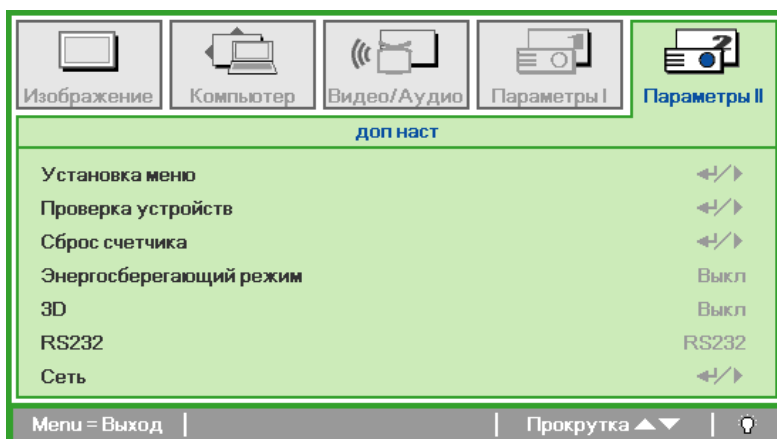 Изображение Компьютер Видео/Аудио Параметры I Параметры II
доп наст
Установка меню
Проверка устройств
Сброс счетчика
Энергосберегающий режим Выкл
3D Выкл
RS232 RS232
Сеть
Menu = Выход Прокрутка